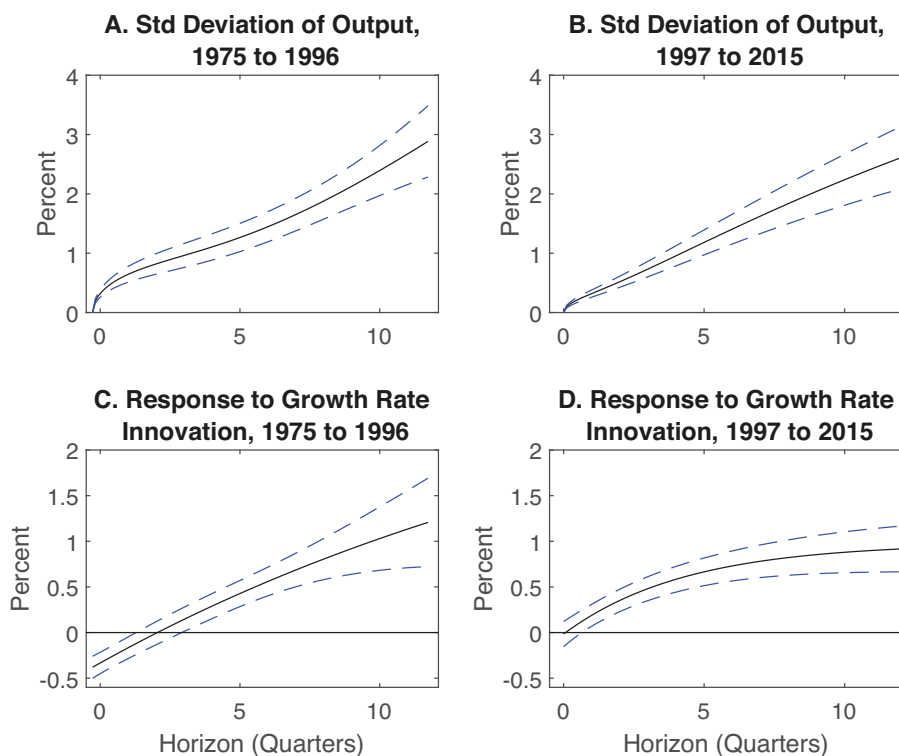 A. Std Deviation of Output,
1975 to 1996
4
3
2
1
0
Percent
0 5 10
B. Std Deviation of Output,
1997 to 2015
4
3
2
1
0
Percent
0 5 10
C. Response to Growth Rate
Innovation, 1975 to 1996
2
1.5
1
0.5
0
-0.5
Percent
0 5 10
Horizon (Quarters)
D. Response to Growth Rate
Innovation, 1997 to 2015
2
1.5
1
0.5
0
-0.5
Percent
0 5 10
Horizon (Quarters)